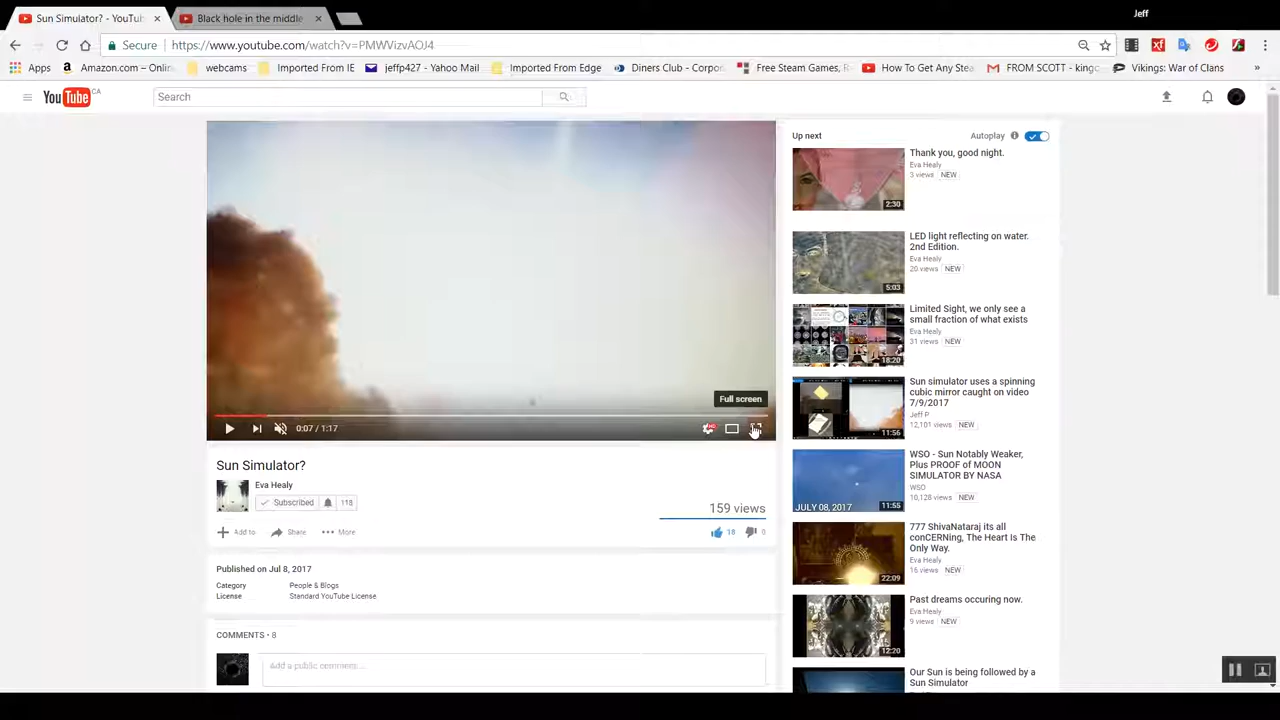 Jeff
Sun Simulator? - YouTu
Black hole in the middle
Secure
https://www.youtube.com/watch?v=PMWVizvAOJ4
Apps
Amazon.com – Onlin
webcams
Imported From IE
jeffp427 - Yahoo Mail
Imported From Edge
Diners Club - Corpo
Free Steam Games, R
How To Get Any Stea
FROM SCOTT - kingc
Vikings: War of Clans
YouTube CA
Search
Full screen
0:07 / 1:17
HD
Sun Simulator?
Eva Healy
Subscribed
118
159 views
Add to
Share
More
18
0
Published on Jul 8, 2017
Category
People & Blogs
License
Standard YouTube License
COMMENTS • 8
Add a public comment...
Up next
Autoplay
Thank you, good night.
Eva Healy
3 views NEW
2:30
LED light reflecting on water.
2nd Edition.
Eva Healy
20 views NEW
5:03
Limited Sight, we only see a
small fraction of what exists
Eva Healy
31 views NEW
18:20
Sun simulator uses a spinning
cubic mirror caught on video
7/9/2017
Jeff P
12,101 views NEW
11:56
WSO - Sun Notably Weaker,
Plus PROOF of MOON
SIMULATOR BY NASA
WSO
10,128 views NEW
JULY 08, 2017
11:55
777 ShivaNataraj its all
conCERNing, The Heart Is The
Only Way.
Eva Healy
16 views NEW
22:09
Past dreams occuring now.
Eva Healy
9 views NEW
12:20
Our Sun is being followed by a
Sun Simulator